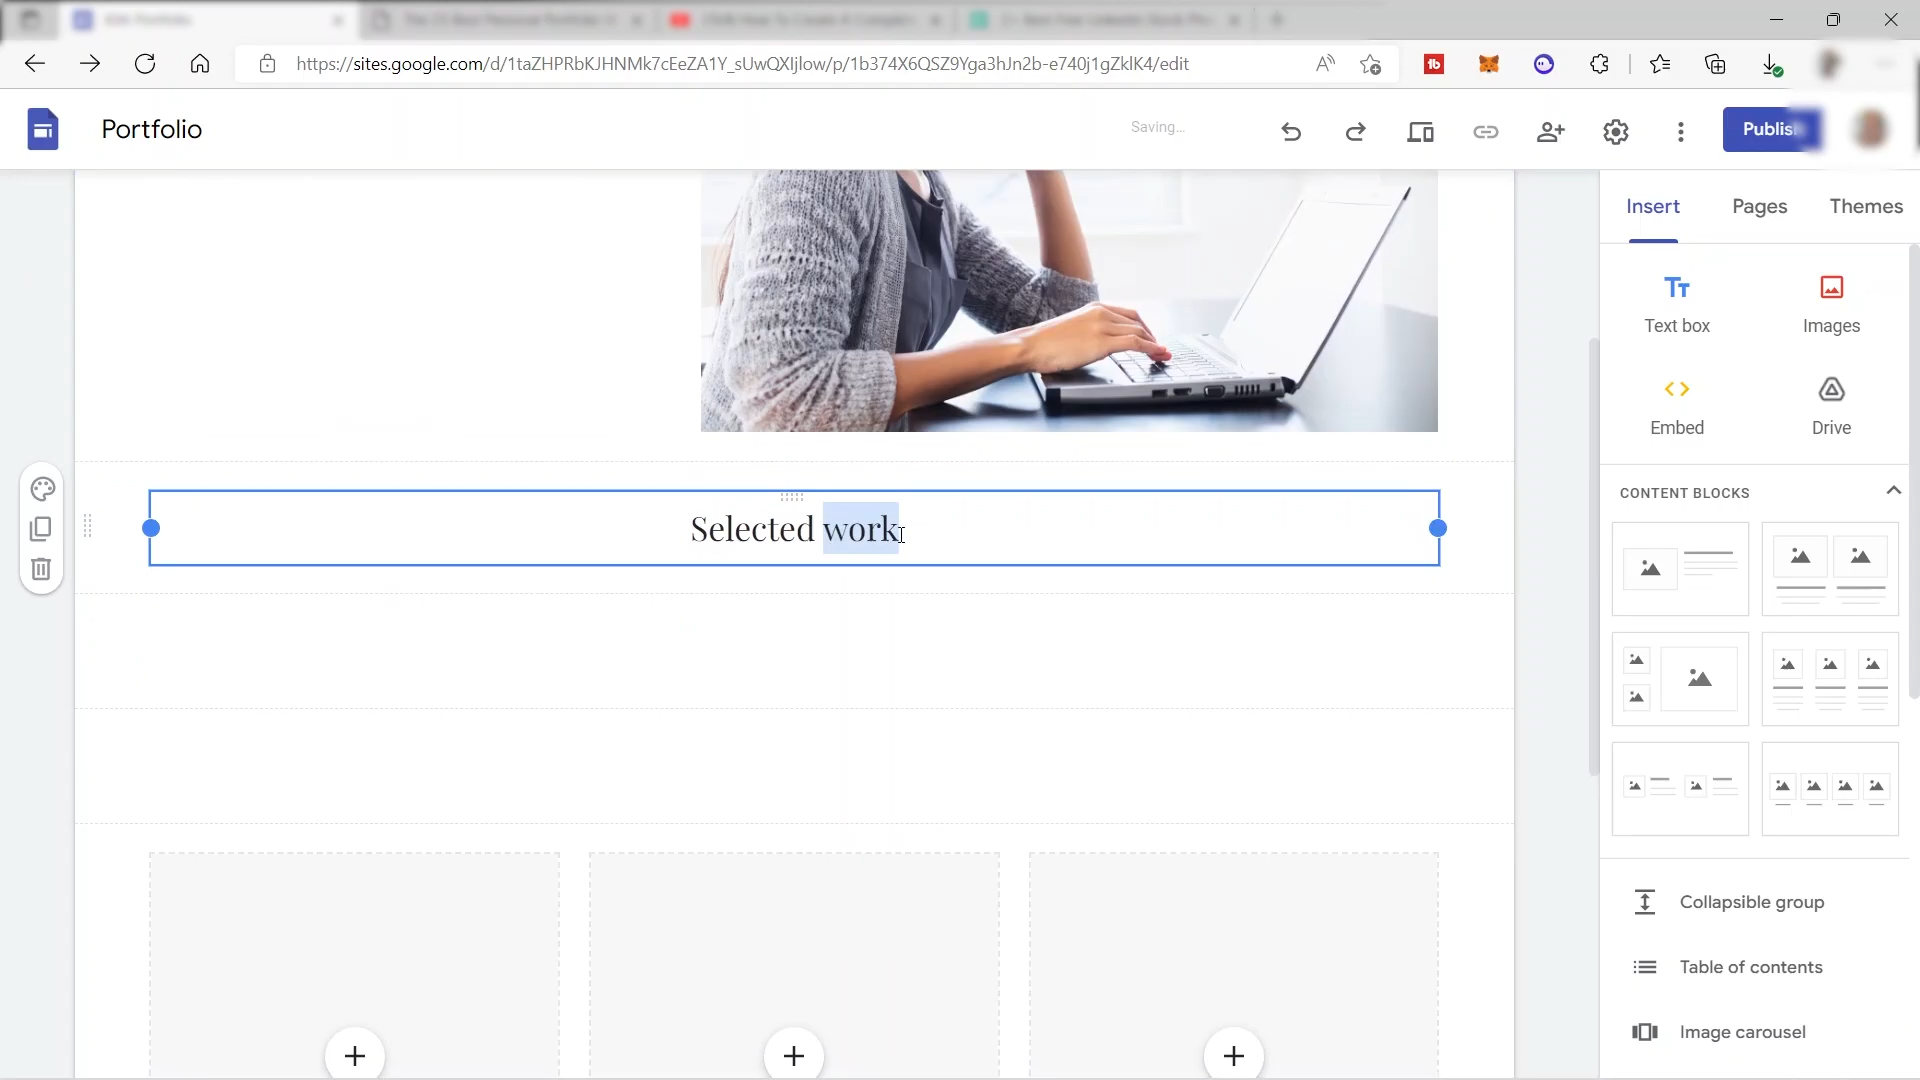 https://sites.google.com/d/1taZHPRbKJHNMk7cEeZA1Y_sUwQXIjlow/p/1b374X6QSZ9Yga3hJn2b-e740j1gZklK4/edit
Portfolio
Saving...
Publish
Insert
Pages
Themes
Text box
Images
Embed
Drive
Selected work
CONTENT BLOCKS
Collapsible group
Table of contents
Image carousel